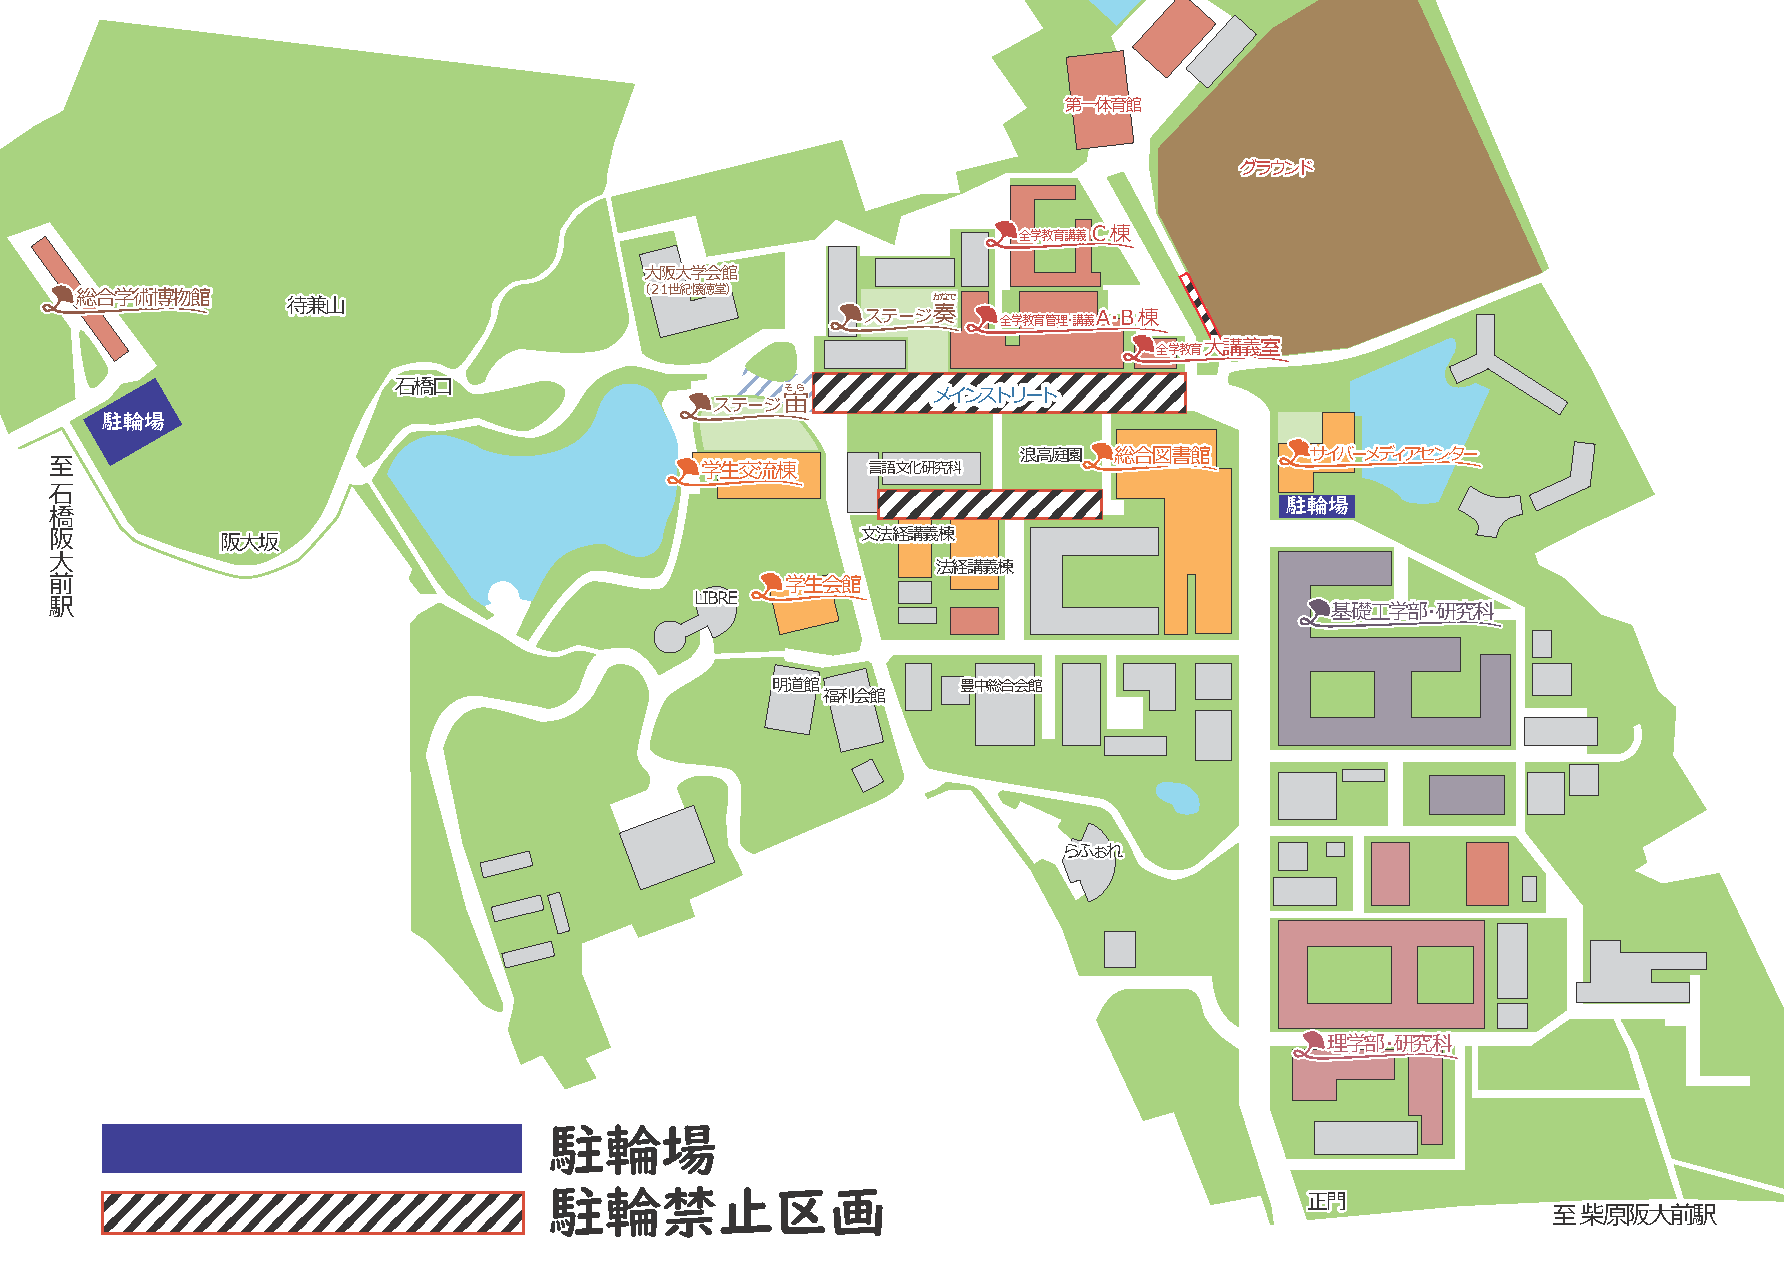 第一体育館
グラウンド
全学教育講義C棟
大阪大学会館
(21世紀懐徳堂)
総合学術博物館
待兼山
かなで
ステージ奏
全学教育管理・講義A・B棟
全学教育 大講義室
石橋口
そら
ステージ宙
メインストリート
駐輪場
学生交流棟
言語文化研究科
浪高庭園
総合図書館
サイバーメディアセンター
駐輪場
至石橋阪大前駅
阪大坂
文法経講義棟
法経講義棟
LIBRE
学生会館
基礎工学部・研究科
明道館
福利会館
豊中総合会館
らふぉれ
理学部・研究科
駐輪場
駐輪禁止区画
正門
至 柴原阪大前駅